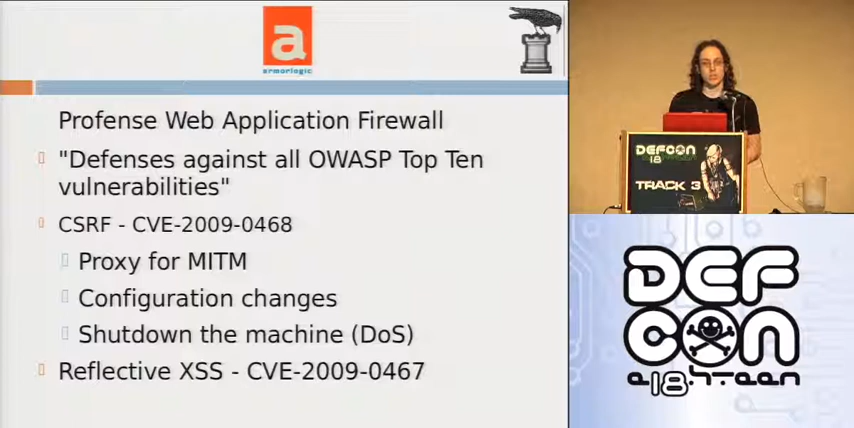 a
armorlogic
Profense Web Application Firewall
"Defenses against all OWASP Top Ten
vulnerabilities"
CSRF - CVE-2009-0468
Proxy for MITM
Configuration changes
Shutdown the machine (DoS)
Reflective XSS - CVE-2009-0467
DEFCON
18
TRACK 3
DEF
CON
e18hteen